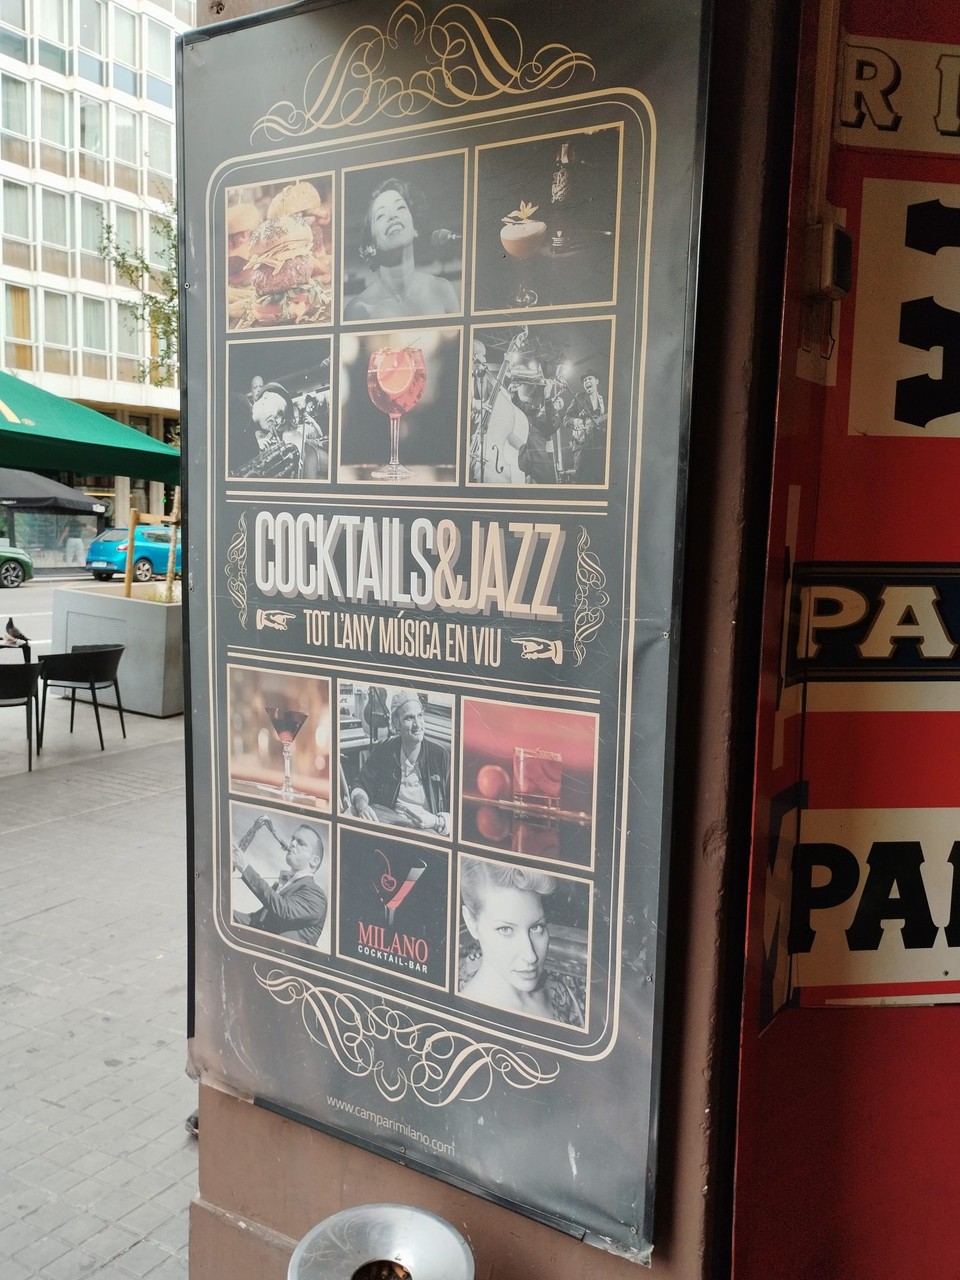 COCKTAILS&JAZZ
TOT L'ANY MÚSICA EN VIU
MILANO
COCKTAIL-BAR
www.camparimilano.com
R
PA
PA